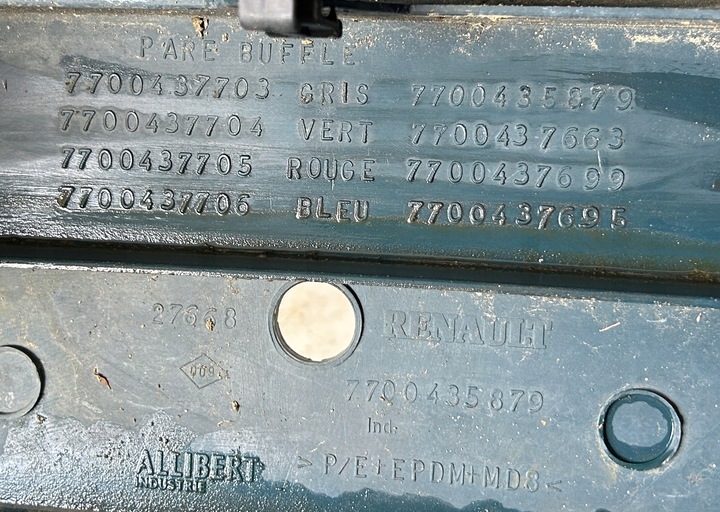 PARE BUFFLE
7700437703 GRIS 7700435879
7700437704 VERT 7700437663
7700437705 ROUGE 7700437699
7700437706 BLEU 7700437695
27668 RENAULT
7700435879
Ind.
ALLIBERT
INDUSTRIE
>P/E+EPDM+MD8<